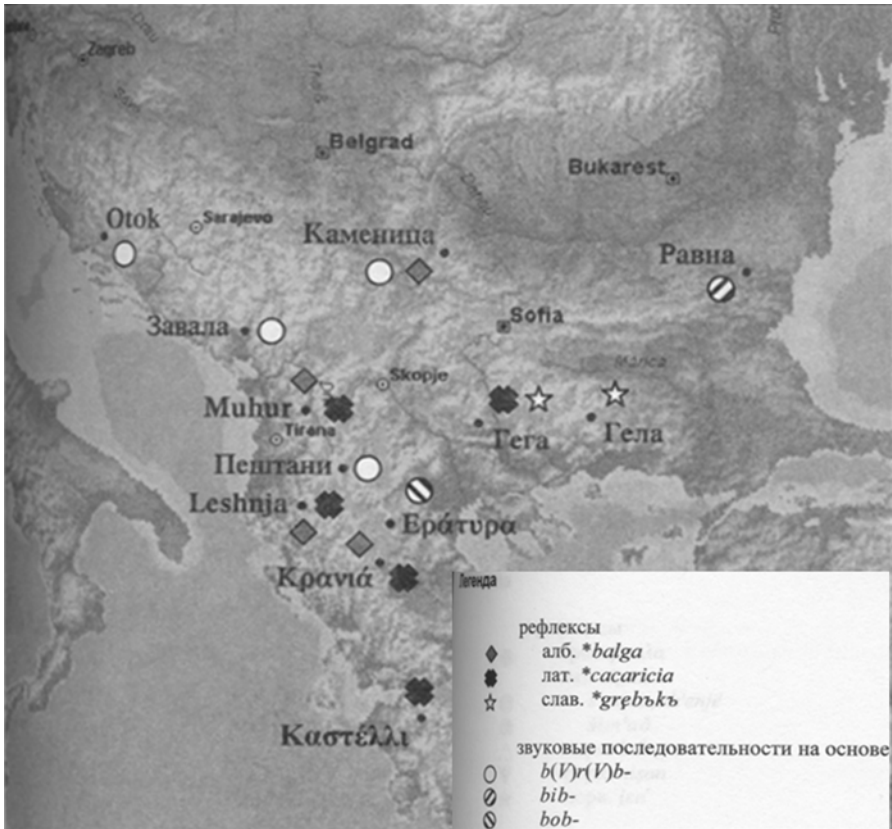 Zagreb
Belgrad
Bukarest
Otok
Sarajevo
Каменица
Равна
Sofia
Завала
Marica
Skopje
Muhur
Tirana
Гега
Гела
Пештани
Leshnja
Εράτυρα
Κρανιά
Καστέλλι
Легенда
рефлексы
алб. *balga
лат. *cacaricia
слав. *grębъkъ
звуковые последовательности на основе
b(V)r(V)b-
bib-
bob-